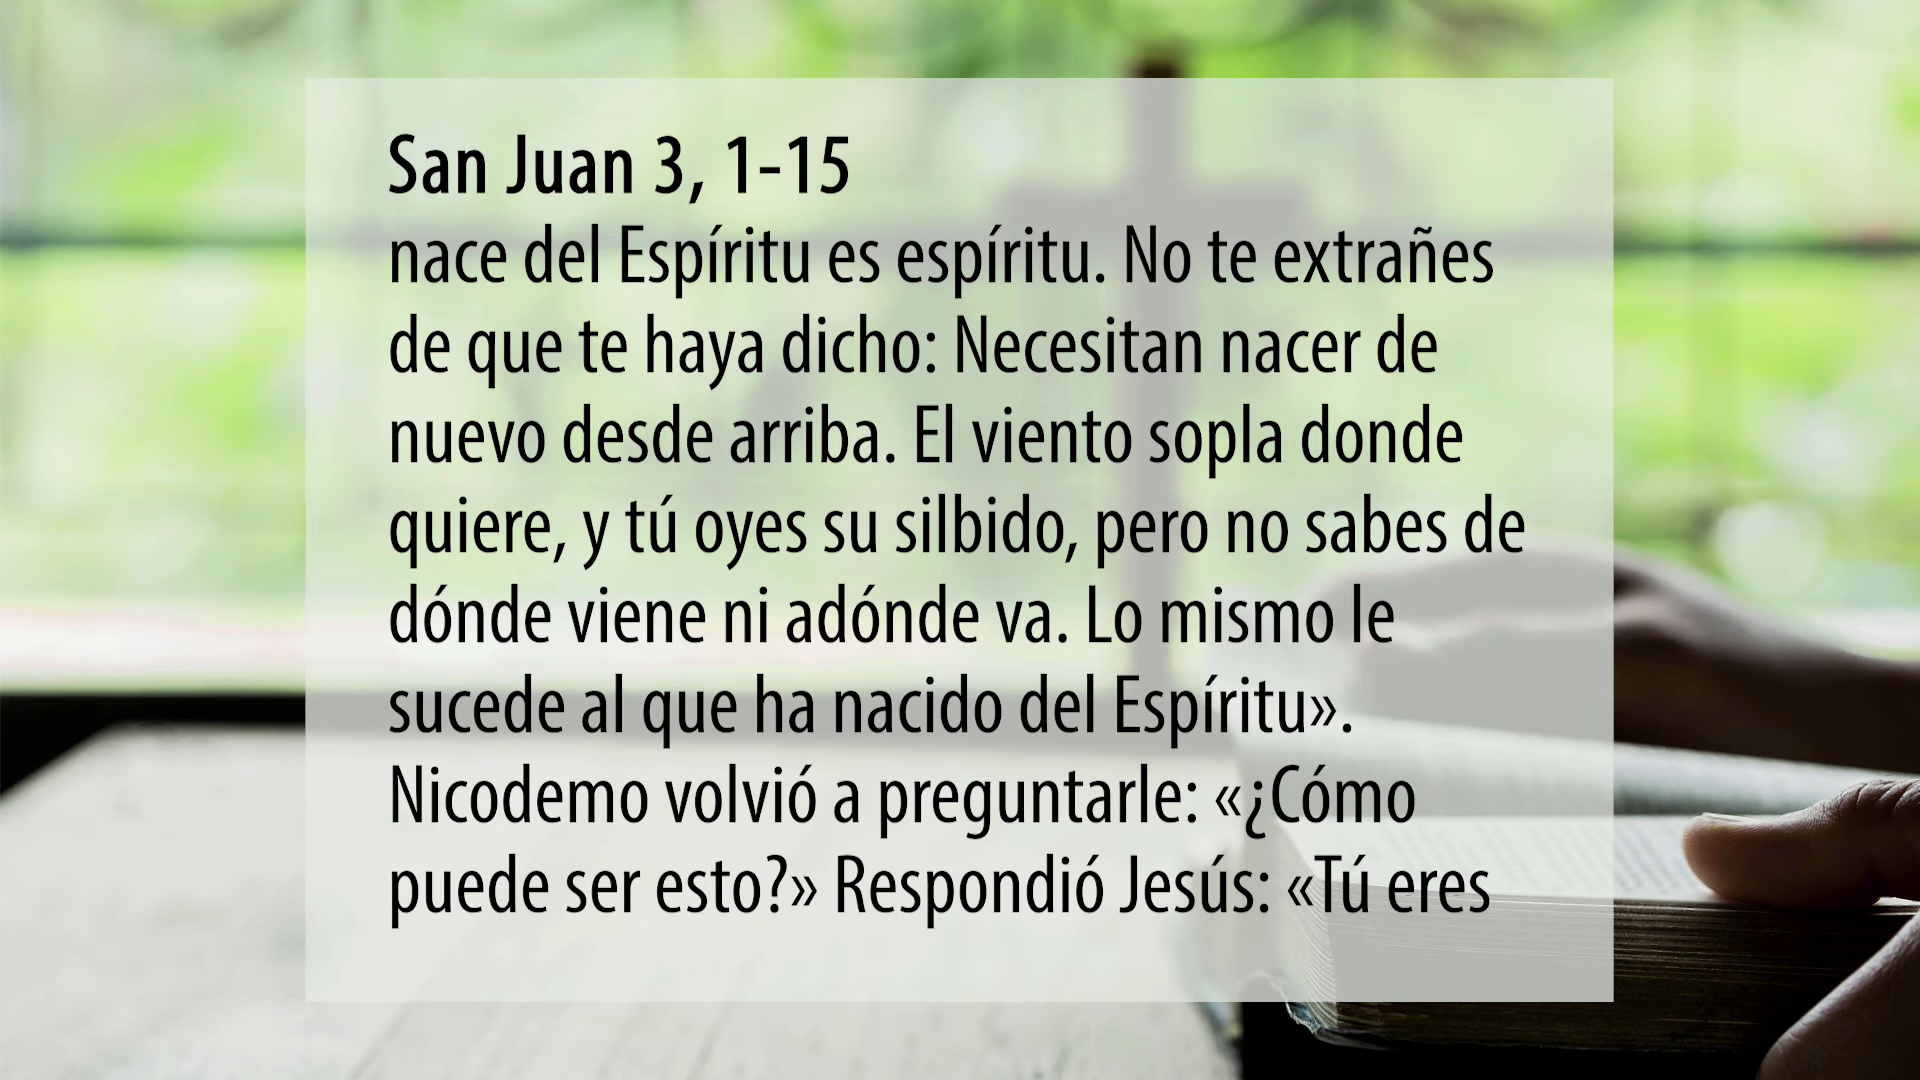 San Juan 3, 1-15
nace del Espíritu es espíritu. No te extrañes
de que te haya dicho: Necesitan nacer de
nuevo desde arriba. El viento sopla donde
quiere, y tú oyes su silbido, pero no sabes de
dónde viene ni adónde va. Lo mismo le
sucede al que ha nacido del Espíritu».
Nicodemo volvió a preguntarle: «¿Cómo
puede ser esto?» Respondió Jesús: «Tú eres